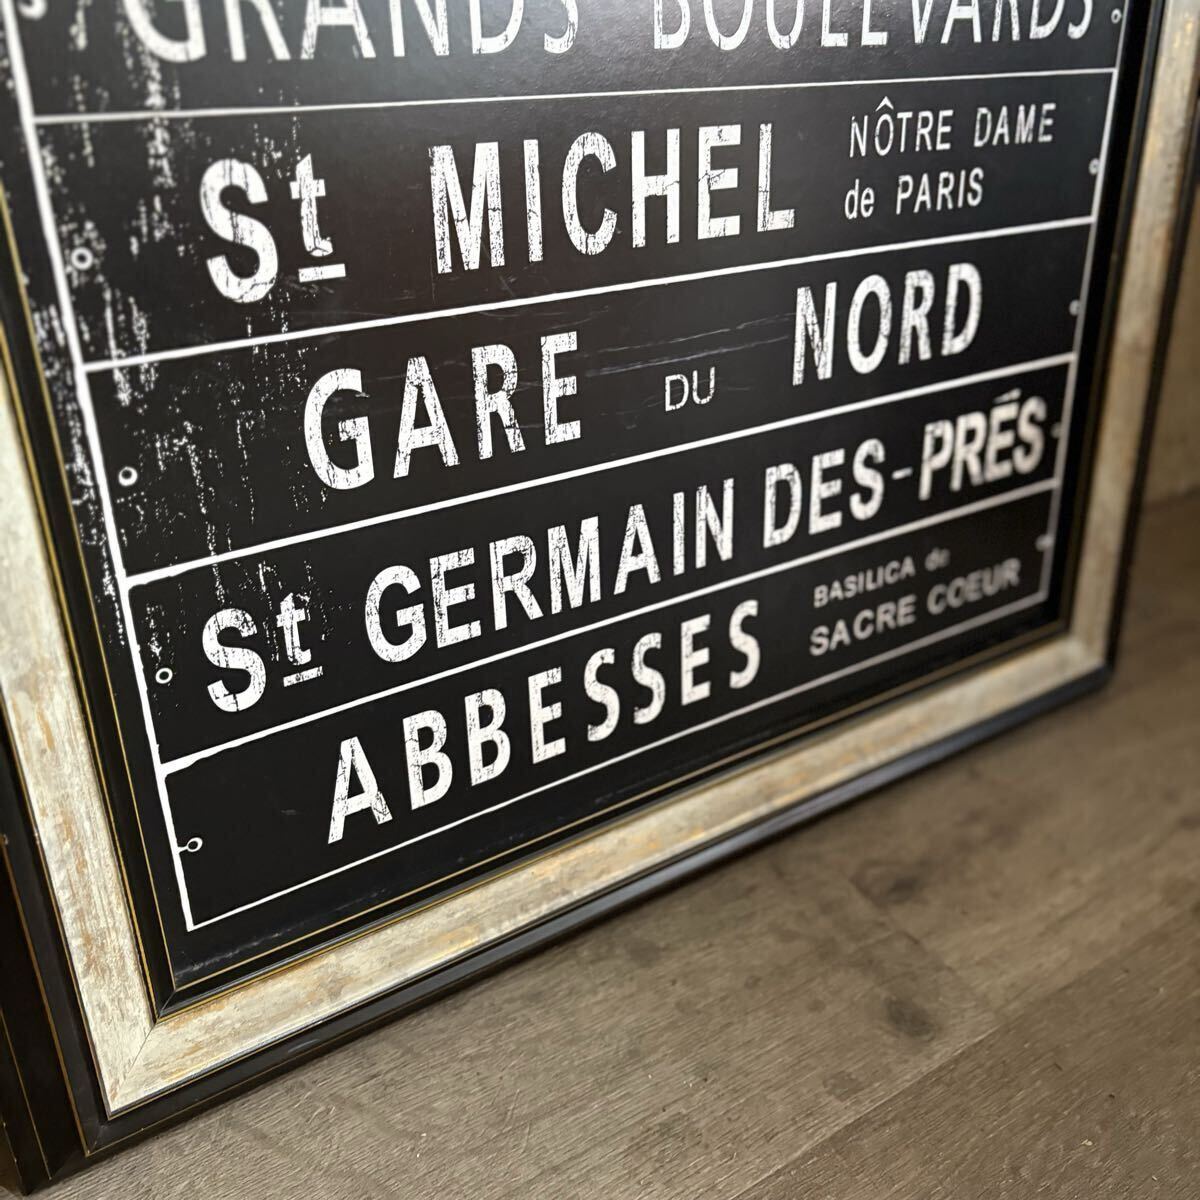 GRANDS BOULEVARDS
St MICHEL NÔTRE DAME
de PARIS
GARE DU NORD
St GERMAIN DES-PRÉS
ABBESSES BASILICA de
SACRE COEUR